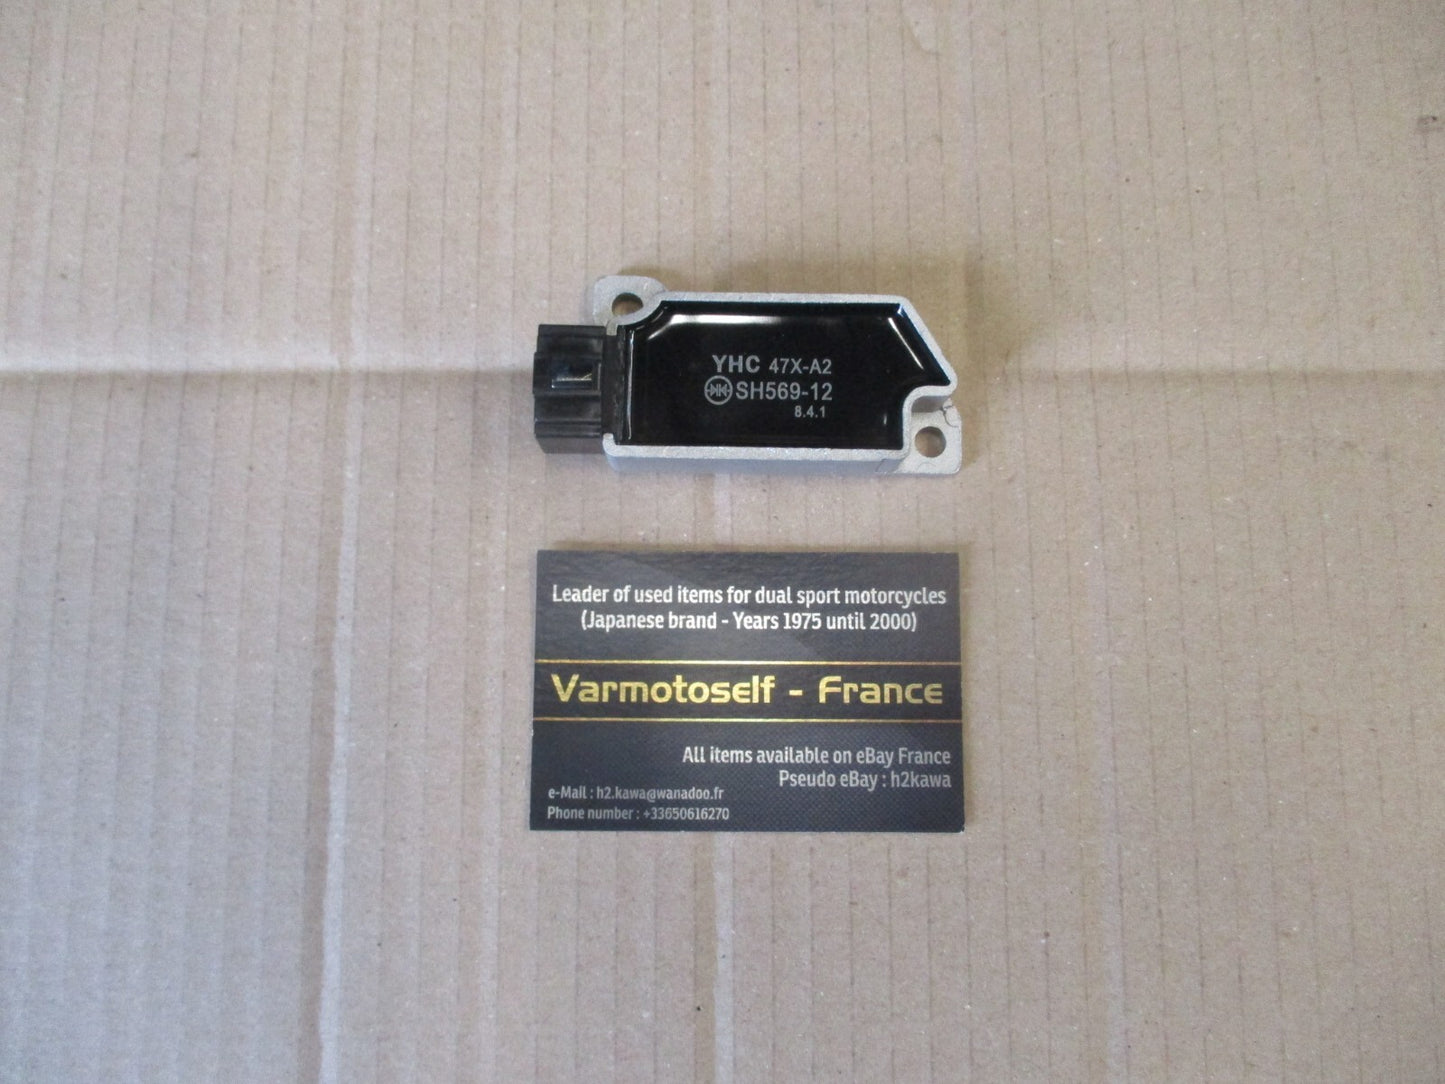 YHC 47X-A2
SH569-12
8.4.1
Leader of used items for dual sport motorcycles
(Japanese brand - Years 1975 until 2000)
Varmotoself - France
All items available on eBay France
Pseudo eBay : h2kawa
e-Mail : h2.kawa@wanadoo.fr
Phone number : +33650616270